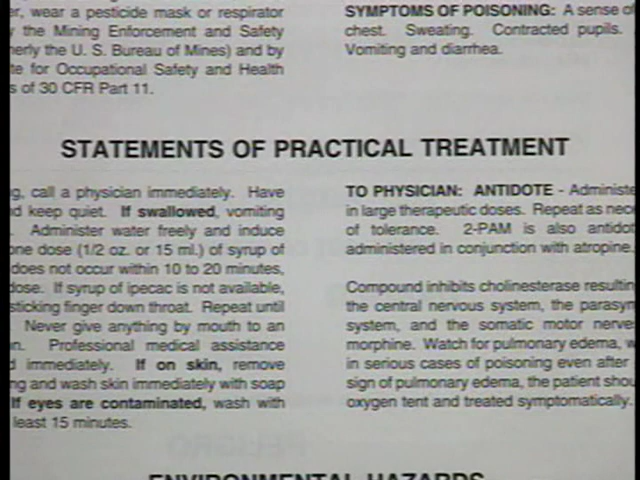 er, wear a pesticide mask or respirator
the Mining Enforcement and Safety
erly the U. S. Bureau of Mines) and by
te for Occupational Safety and Health
s of 30 CFR Part 11.
SYMPTOMS OF POISONING: A sense of
chest. Sweating. Contracted pupils.
Vomiting and diarrhea.
STATEMENTS OF PRACTICAL TREATMENT
g, call a physician immediately. Have
d keep quiet. If swallowed, vomiting
. Administer water freely and induce
one dose (1/2 oz. or 15 ml.) of syrup of
does not occur within 10 to 20 minutes,
dose. If syrup of ipecac is not available,
sticking finger down throat. Repeat until
Never give anything by mouth to an
n. Professional medical assistance
d immediately. If on skin, remove
ng and wash skin immediately with soap
If eyes are contaminated, wash with
least 15 minutes.
TO PHYSICIAN: ANTIDOTE - Administe
in large therapeutic doses. Repeat as nec
of tolerance. 2-PAM is also antidot
administered in conjunction with atropine.
Compound inhibits cholinesterase resultin
the central nervous system, the parasym
system, and the somatic motor nerve
morphine. Watch for pulmonary edema, w
in serious cases of poisoning even after
sign of pulmonary edema, the patient shou
oxygen tent and treated symptomatically.
ENVIRONMENTAL HAZARDS